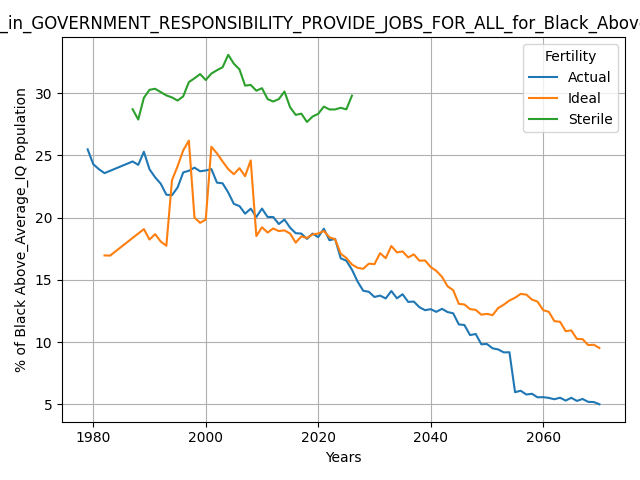 _in_GOVERNMENT_RESPONSIBILITY_PROVIDE_JOBS_FOR_ALL_for_Black_Above
Fertility
Actual
Ideal
Sterile
% of Black Above_Average_IQ Population
30
25
20
15
10
5
1980 2000 2020 2040 2060
Years